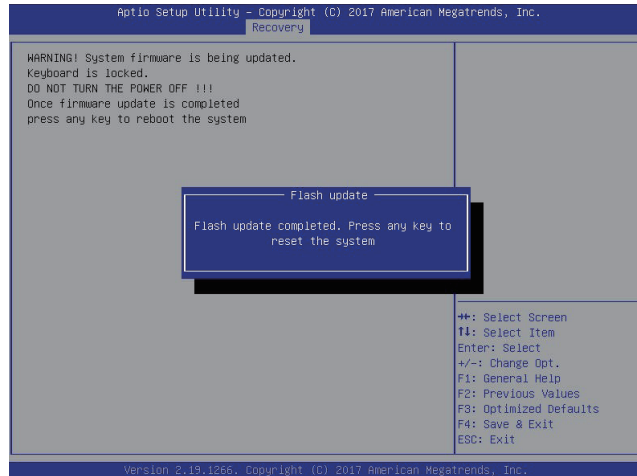 Aptio Setup Utility – Copyright (C) 2017 American Megatrends, Inc.
Recovery
WARNING! System firmware is being updated.
Keyboard is locked.
DO NOT TURN THE POWER OFF !!!
Once firmware update is completed
press any key to reboot the system
Flash update
Flash update completed. Press any key to
reset the system
→←: Select Screen
↑↓: Select Item
Enter: Select
+/-: Change Opt.
F1: General Help
F2: Previous Values
F3: Optimized Defaults
F4: Save & Exit
ESC: Exit
Version 2.19.1266. Copyright (C) 2017 American Megatrends, Inc.